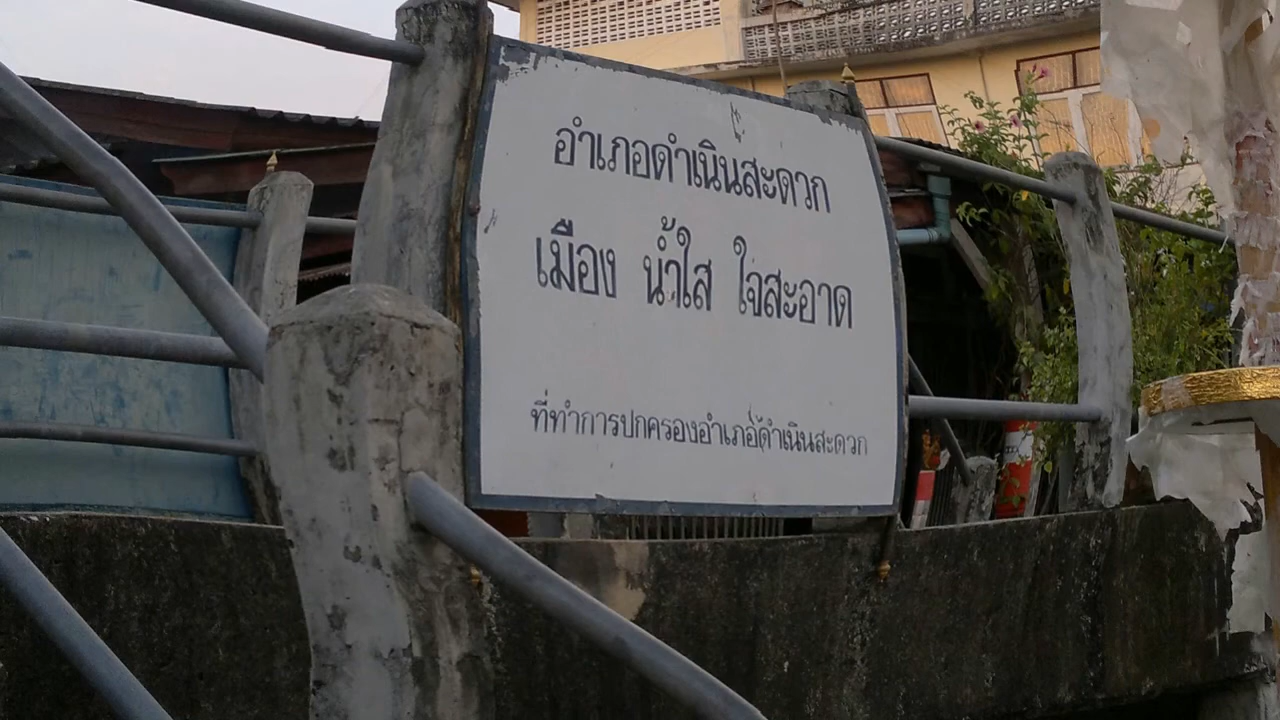 อำเภอดำเนินสะดวก
เมือง น้ำใส ใจสะอาด
ที่ทำการปกครองอำเภอดำเนินสะดวก